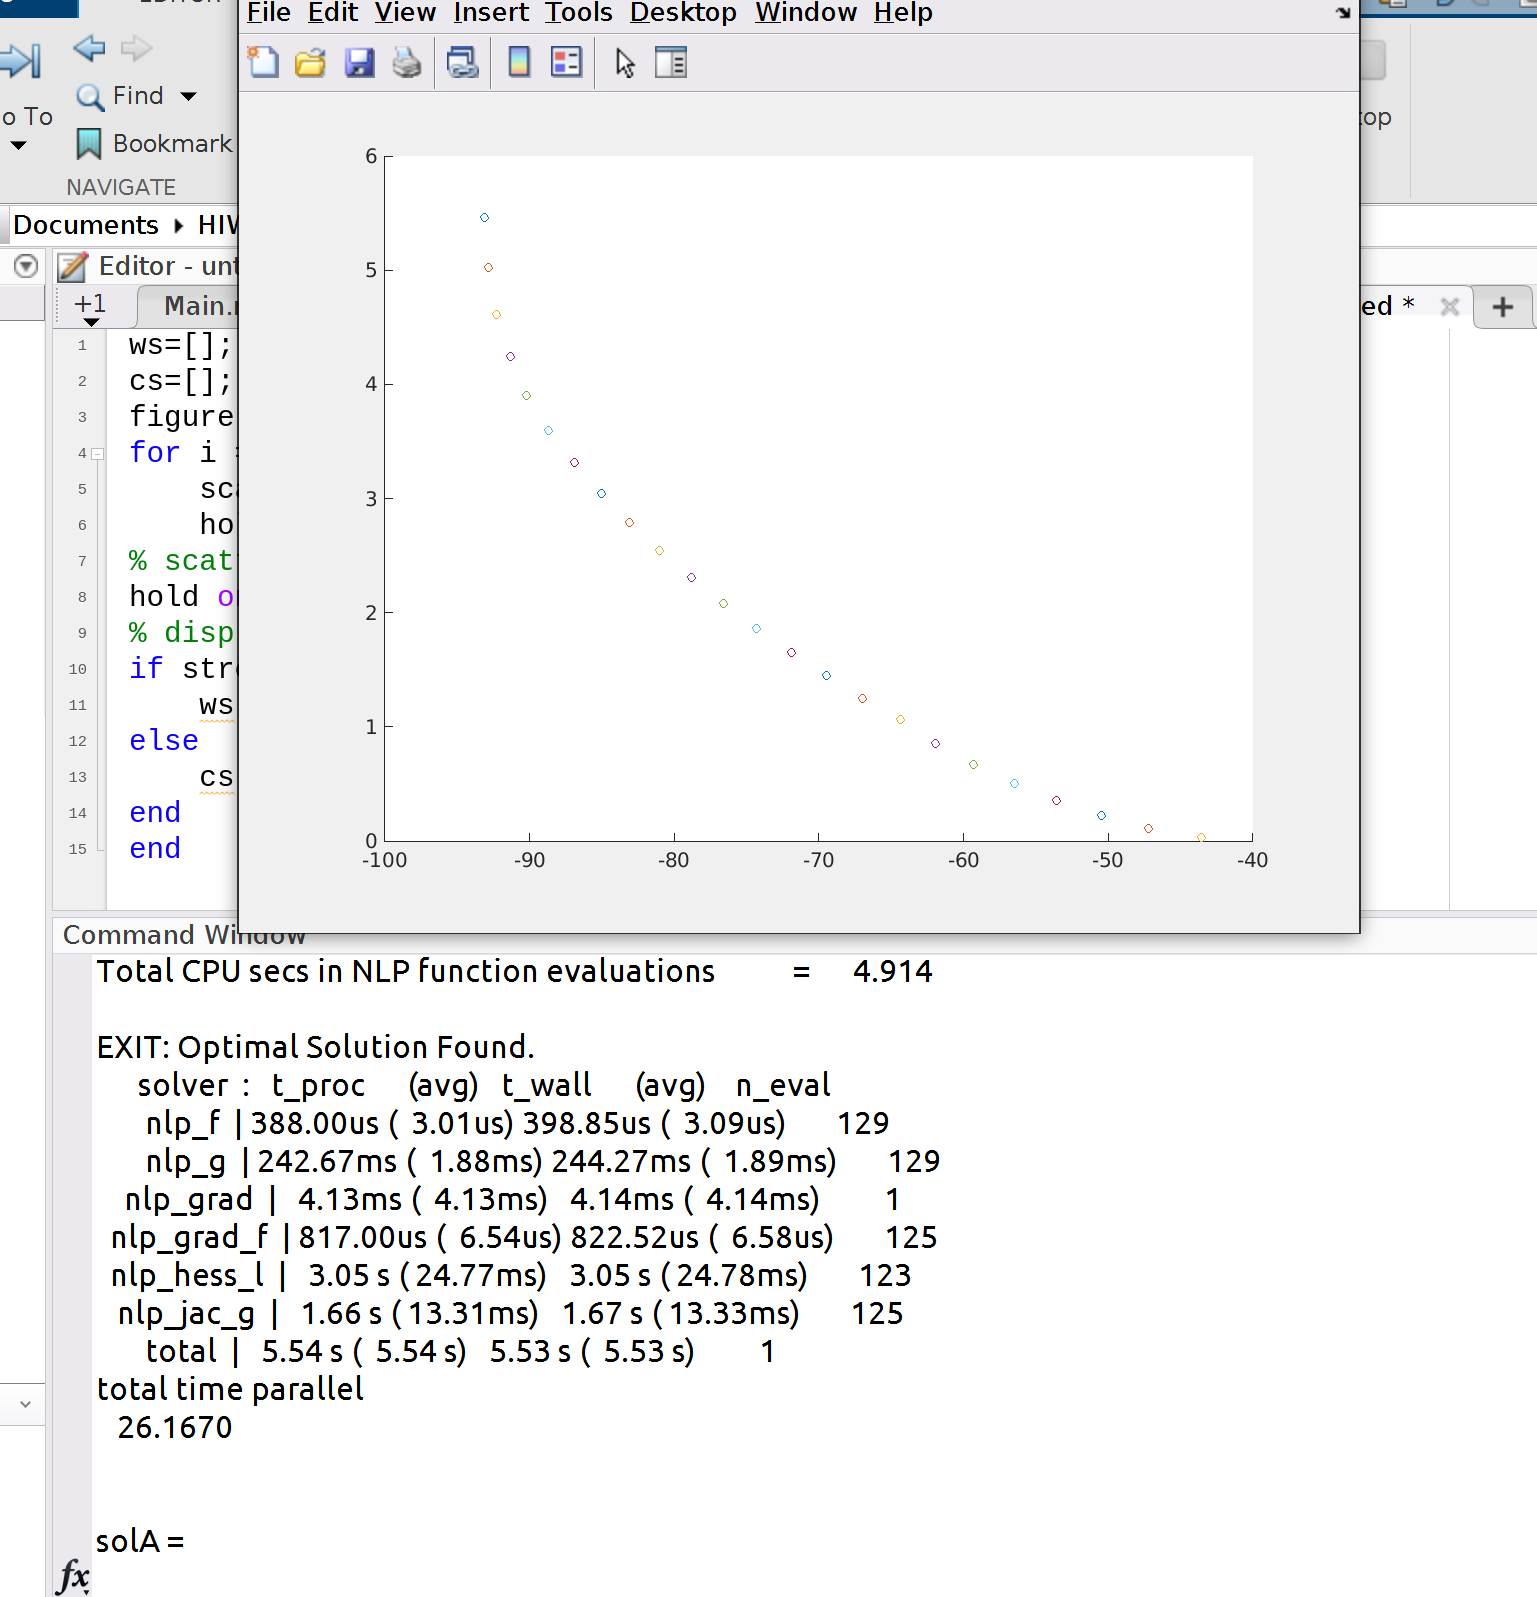 File Edit View Insert Tools Desktop Window Help
Find
o To
Bookmark
NAVIGATE
op
6
5
4
3
2
1
0
-100 -90 -80 -70 -60 -50 -40
Documents HIW
Editor - unt
+1 Main. ed * +
1 ws=[];
2 cs=[];
3 figure
4 for i
5 sca
6 ho
7 % scat
8 hold on
9 % disp
10 if stre
11 ws
12 else
13 cs
14 end
15 end
Command Window
Total CPU secs in NLP function evaluations = 4.914
EXIT: Optimal Solution Found.
solver : t_proc (avg) t_wall (avg) n_eval
nlp_f | 388.00us ( 3.01us) 398.85us ( 3.09us) 129
nlp_g | 242.67ms ( 1.88ms) 244.27ms ( 1.89ms) 129
nlp_grad | 4.13ms ( 4.13ms) 4.14ms ( 4.14ms) 1
nlp_grad_f | 817.00us ( 6.54us) 822.52us ( 6.58us) 125
nlp_hess_l | 3.05 s ( 24.77ms) 3.05 s ( 24.78ms) 123
nlp_jac_g | 1.66 s ( 13.31ms) 1.67 s ( 13.33ms) 125
total | 5.54 s ( 5.54 s) 5.53 s ( 5.53 s) 1
total time parallel
26.1670
solA =
fx